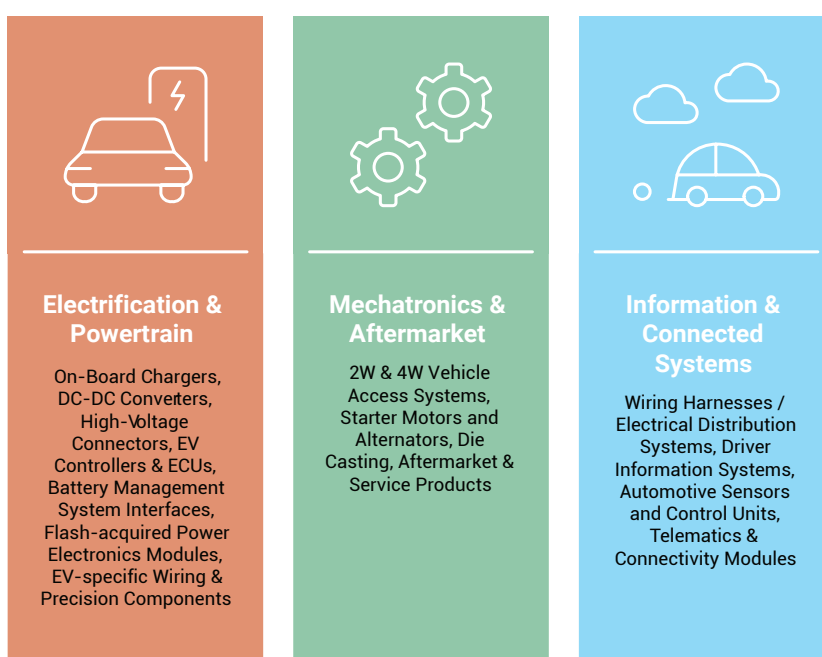 Electrification &
Powertrain
On-Board Chargers,
DC-DC Converters,
High-Voltage
Connectors, EV
Controllers & ECUs,
Battery Management
System Interfaces,
Flash-acquired Power
Electronics Modules,
EV-specific Wiring &
Precision Components
Mechatronics &
Aftermarket
2W & 4W Vehicle
Access Systems,
Starter Motors and
Alternators, Die
Casting, Aftermarket &
Service Products
Information &
Connected
Systems
Wiring Harnesses /
Electrical Distribution
Systems, Driver
Information Systems,
Automotive Sensors
and Control Units,
Telematics &
Connectivity Modules